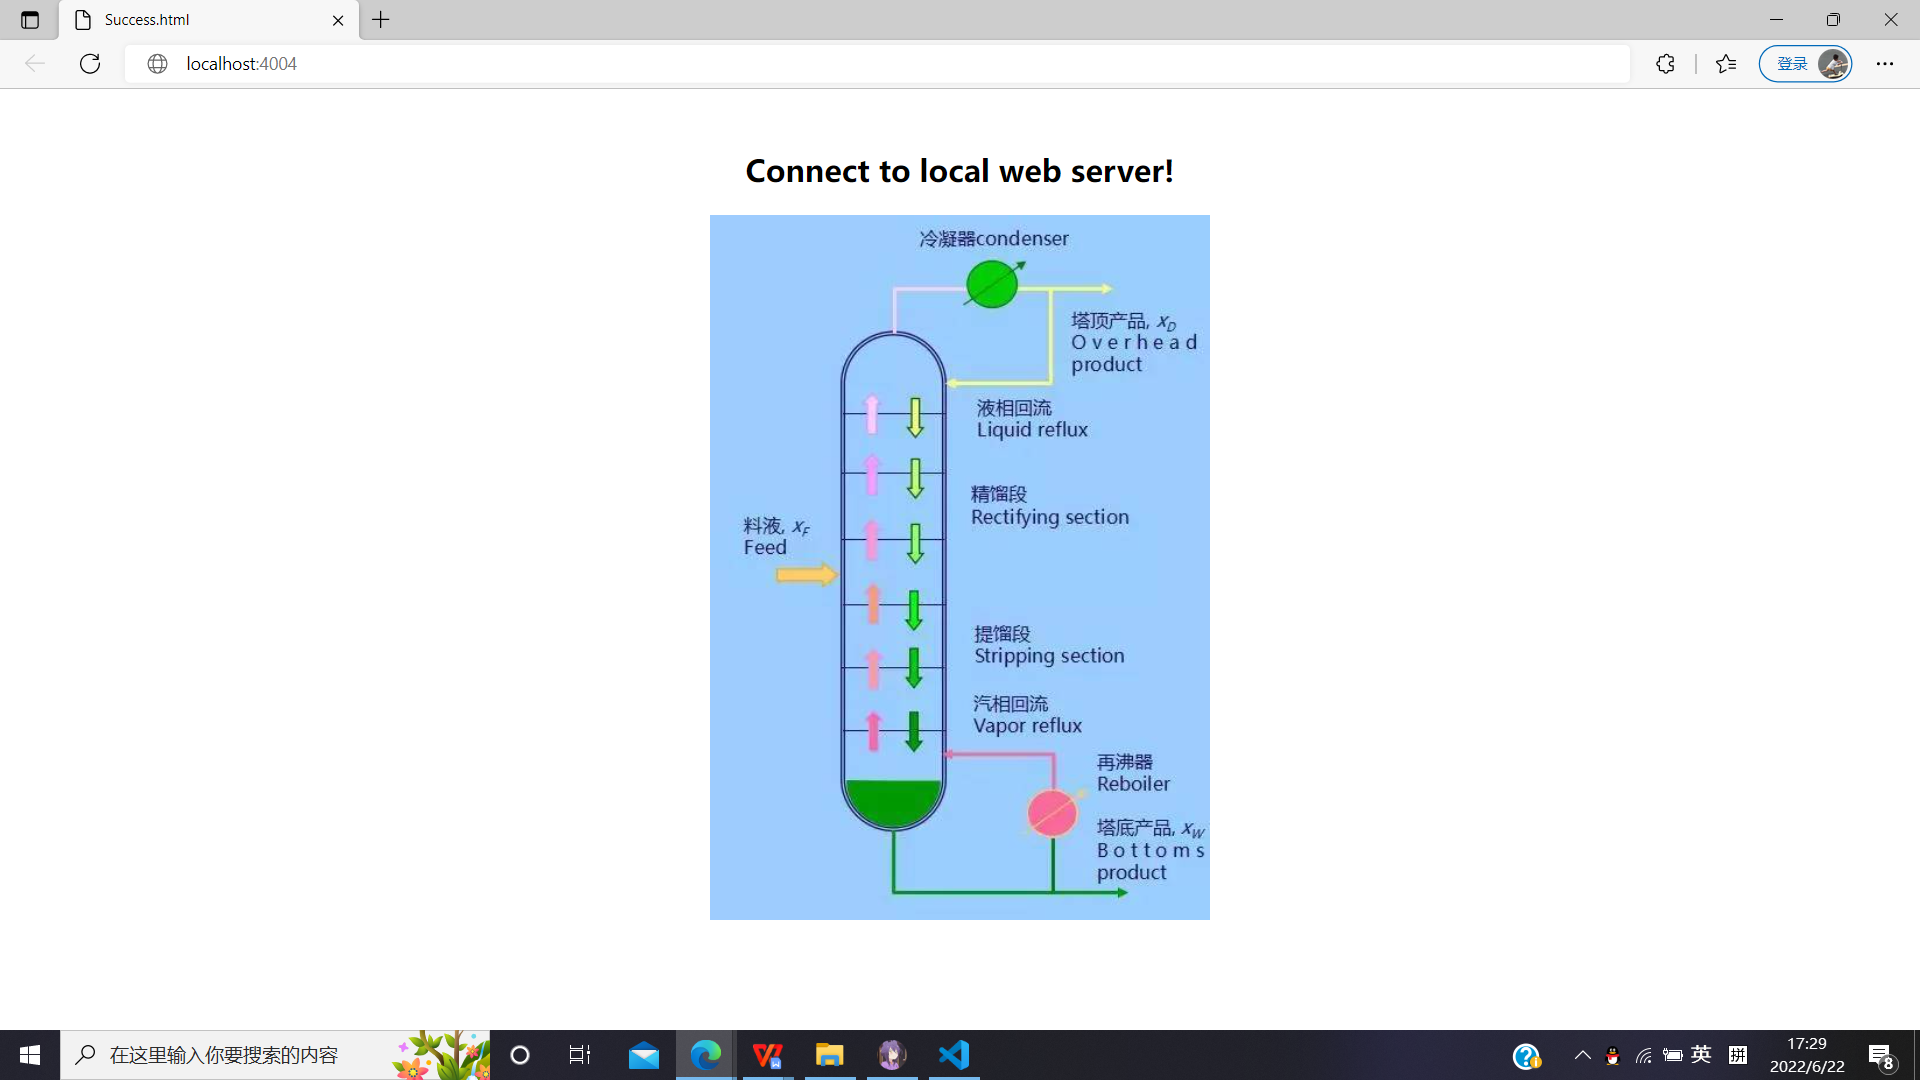 Success.html
localhost:4004
登录
Connect to local web server!
冷凝器condenser
塔顶产品, xD
Overhead
product
液相回流
Liquid reflux
精馏段
Rectifying section
料液, xF
Feed
提馏段
Stripping section
汽相回流
Vapor reflux
再沸器
Reboiler
塔底产品, xW
Bottoms
product
在这里输入你要搜索的内容
英
拼
17:29
2022/6/22
8